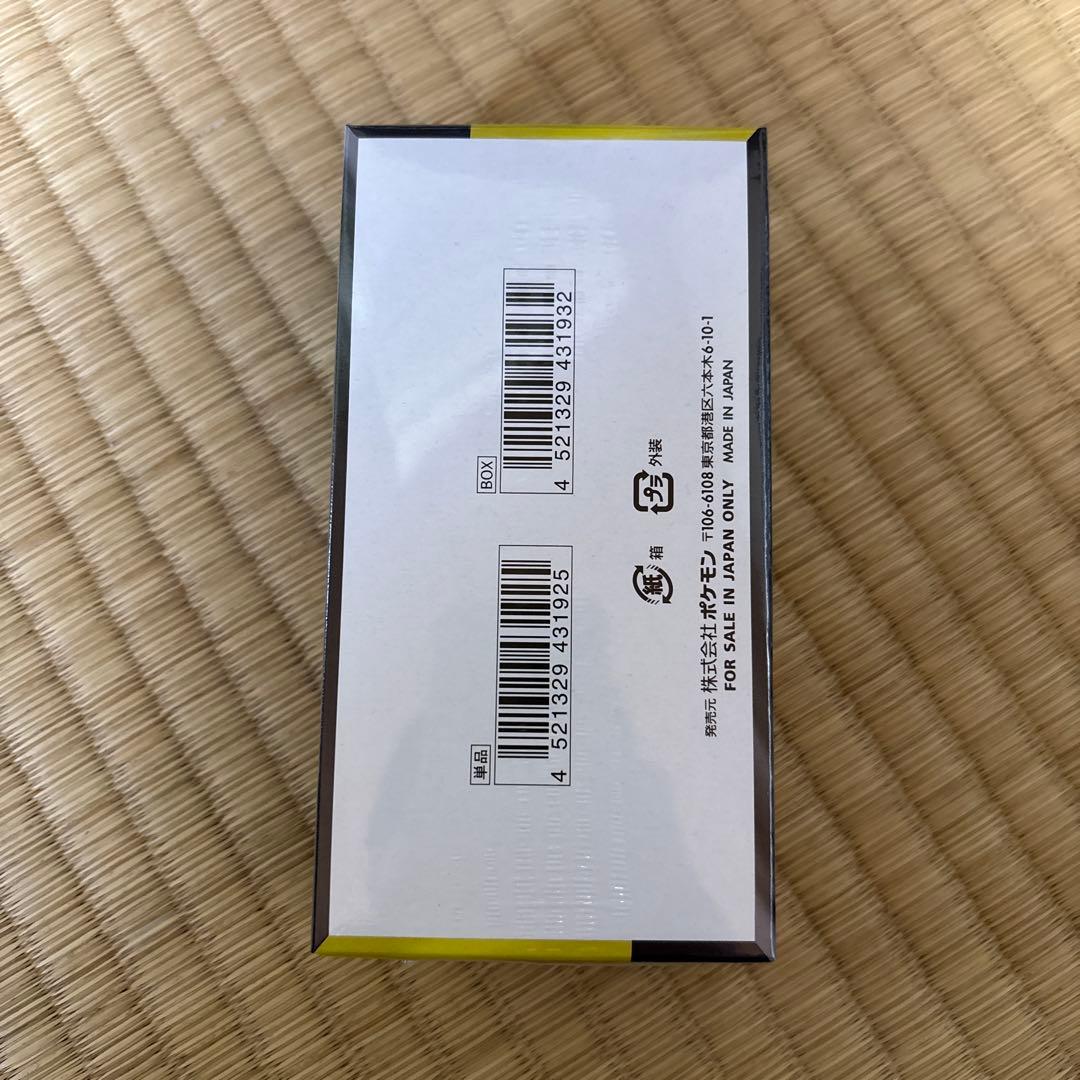 単品
4 521329 431925
BOX
4 521329 431932
紙 箱
プラ 外装
発売元 株式会社ポケモン 〒106-6108 東京都港区六本木6-10-1
FOR SALE IN JAPAN ONLY MADE IN JAPAN